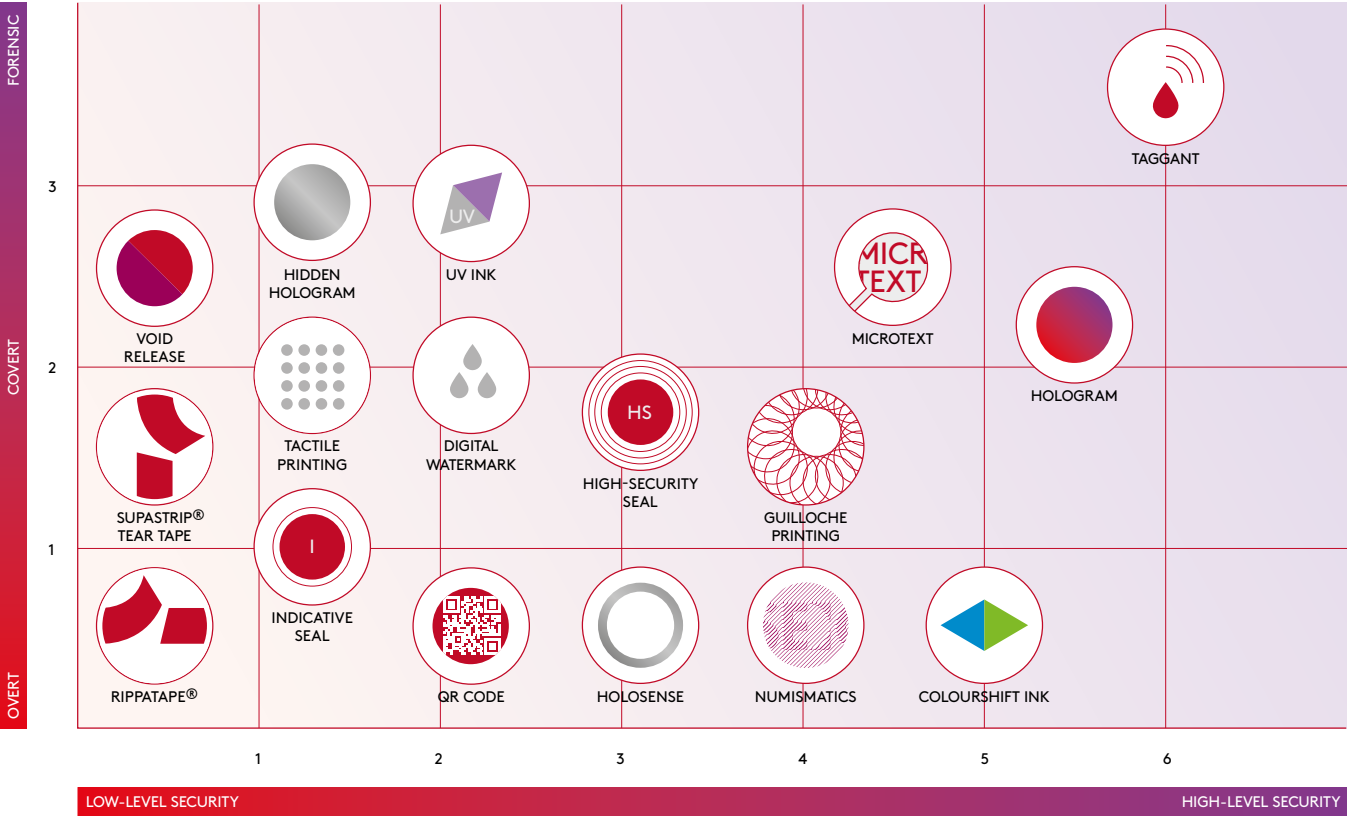 FORENSIC
TAGGANT
3
HIDDEN
HOLOGRAM
UV
UV INK
MICR
TEXT
MICROTEXT
VOID
RELEASE
COVERT
2
HOLOGRAM
TACTILE
PRINTING
DIGITAL
WATERMARK
HS
HIGH-SECURITY
SEAL
SUPASTRIP®
TEAR TAPE
GUILLOCHE
PRINTING
1
I
INDICATIVE
SEAL
OVERT
RIPPATAPE®
QR CODE
HOLOSENSE
NUMISMATICS
COLOURSHIFT INK
1
2
3
4
5
6
LOW-LEVEL SECURITY
HIGH-LEVEL SECURITY